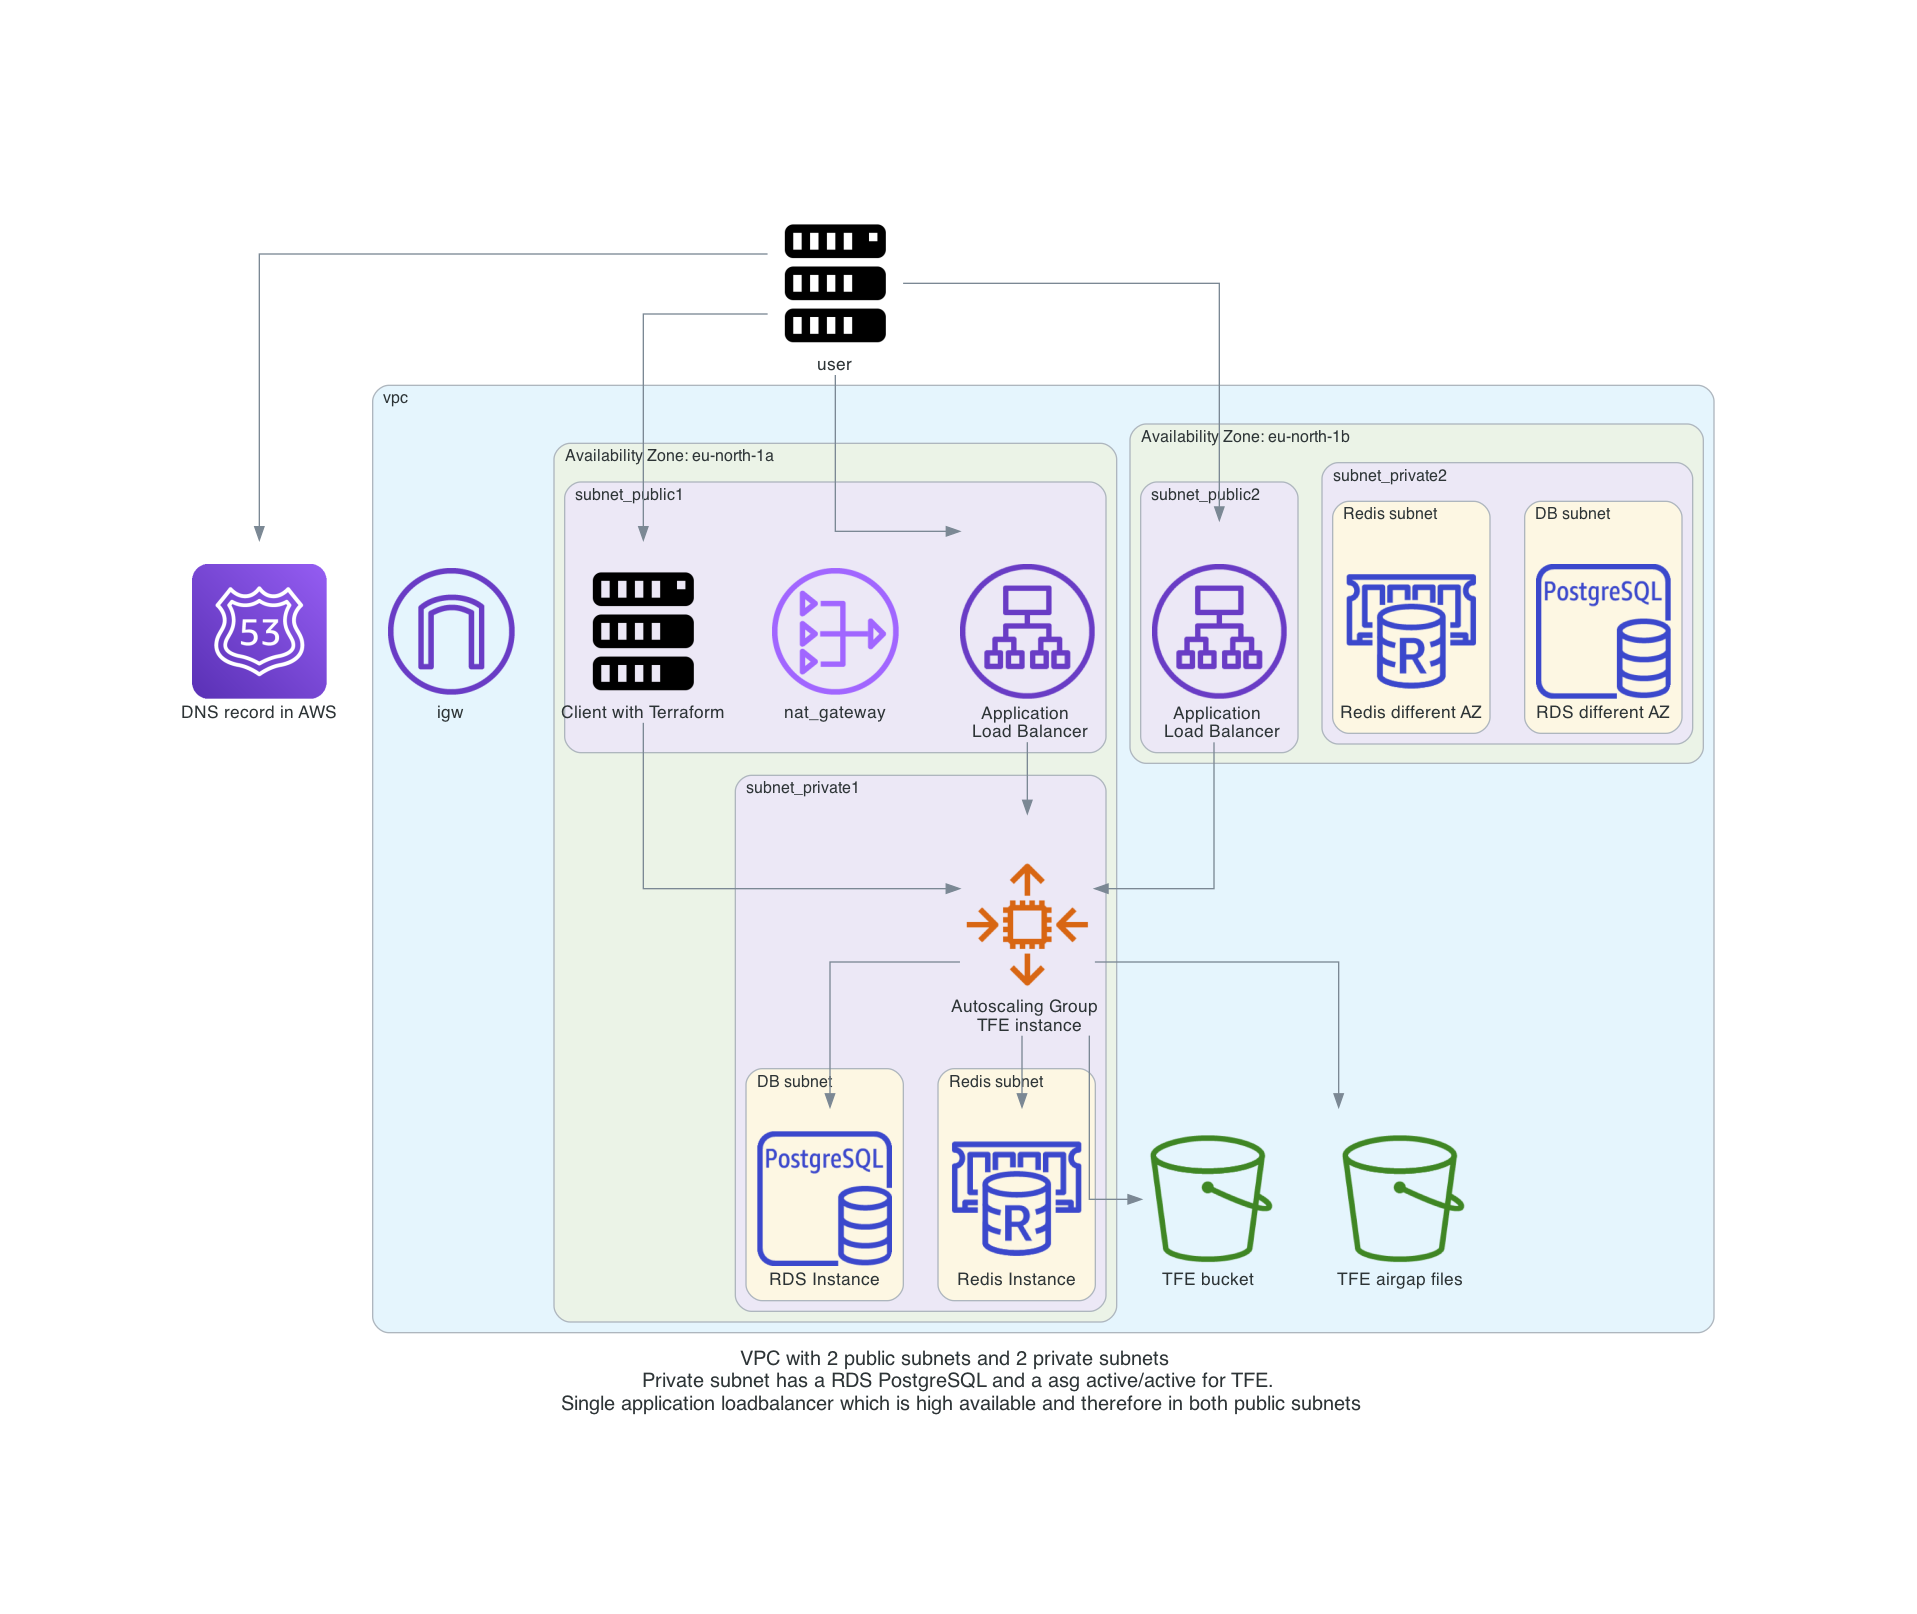 user
vpc
Availability Zone: eu-north-1b
Availability Zone: eu-north-1a
subnet_private2
subnet_public1
subnet_public2
Redis subnet
DB subnet
53
R
PostgreSQL
DNS record in AWS
igw
Client with Terraform
nat_gateway
Application
Load Balancer
Application
Load Balancer
Redis different AZ
RDS different AZ
subnet_private1
Autoscaling Group
TFE instance
DB subnet
Redis subnet
PostgreSQL
R
RDS Instance
Redis Instance
TFE bucket
TFE airgap files
VPC with 2 public subnets and 2 private subnets
Private subnet has a RDS PostgreSQL and a asg active/active for TFE.
Single application loadbalancer which is high available and therefore in both public subnets